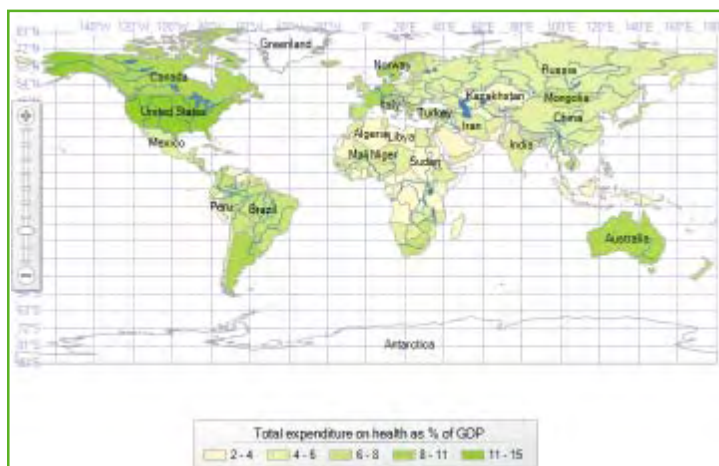 Greenland
Norway
Canada
Russia
United States
Italy
Turkey
Kazakhstan
Mongolia
China
Mexico
Algeria
Libya
Iran
India
Mali
Niger
Sudan
Peru
Brazil
Australia
Antarctica
Total expenditure on health as % of GDP
2 - 4
4 - 6
6 - 8
8 - 11
11 - 15